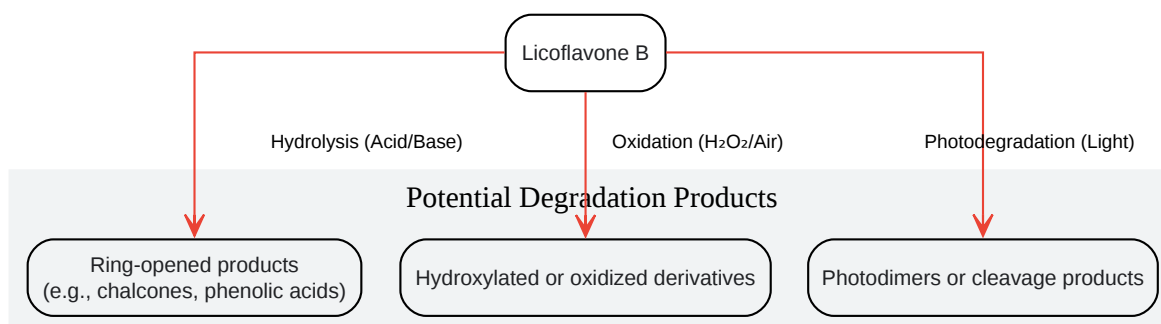 Licoflavone B
Hydrolysis (Acid/Base)
Oxidation (H₂O₂/Air)
Photodegradation (Light)
Potential Degradation Products
Ring-opened products
(e.g., chalcones, phenolic acids)
Hydroxylated or oxidized derivatives
Photodimers or cleavage products